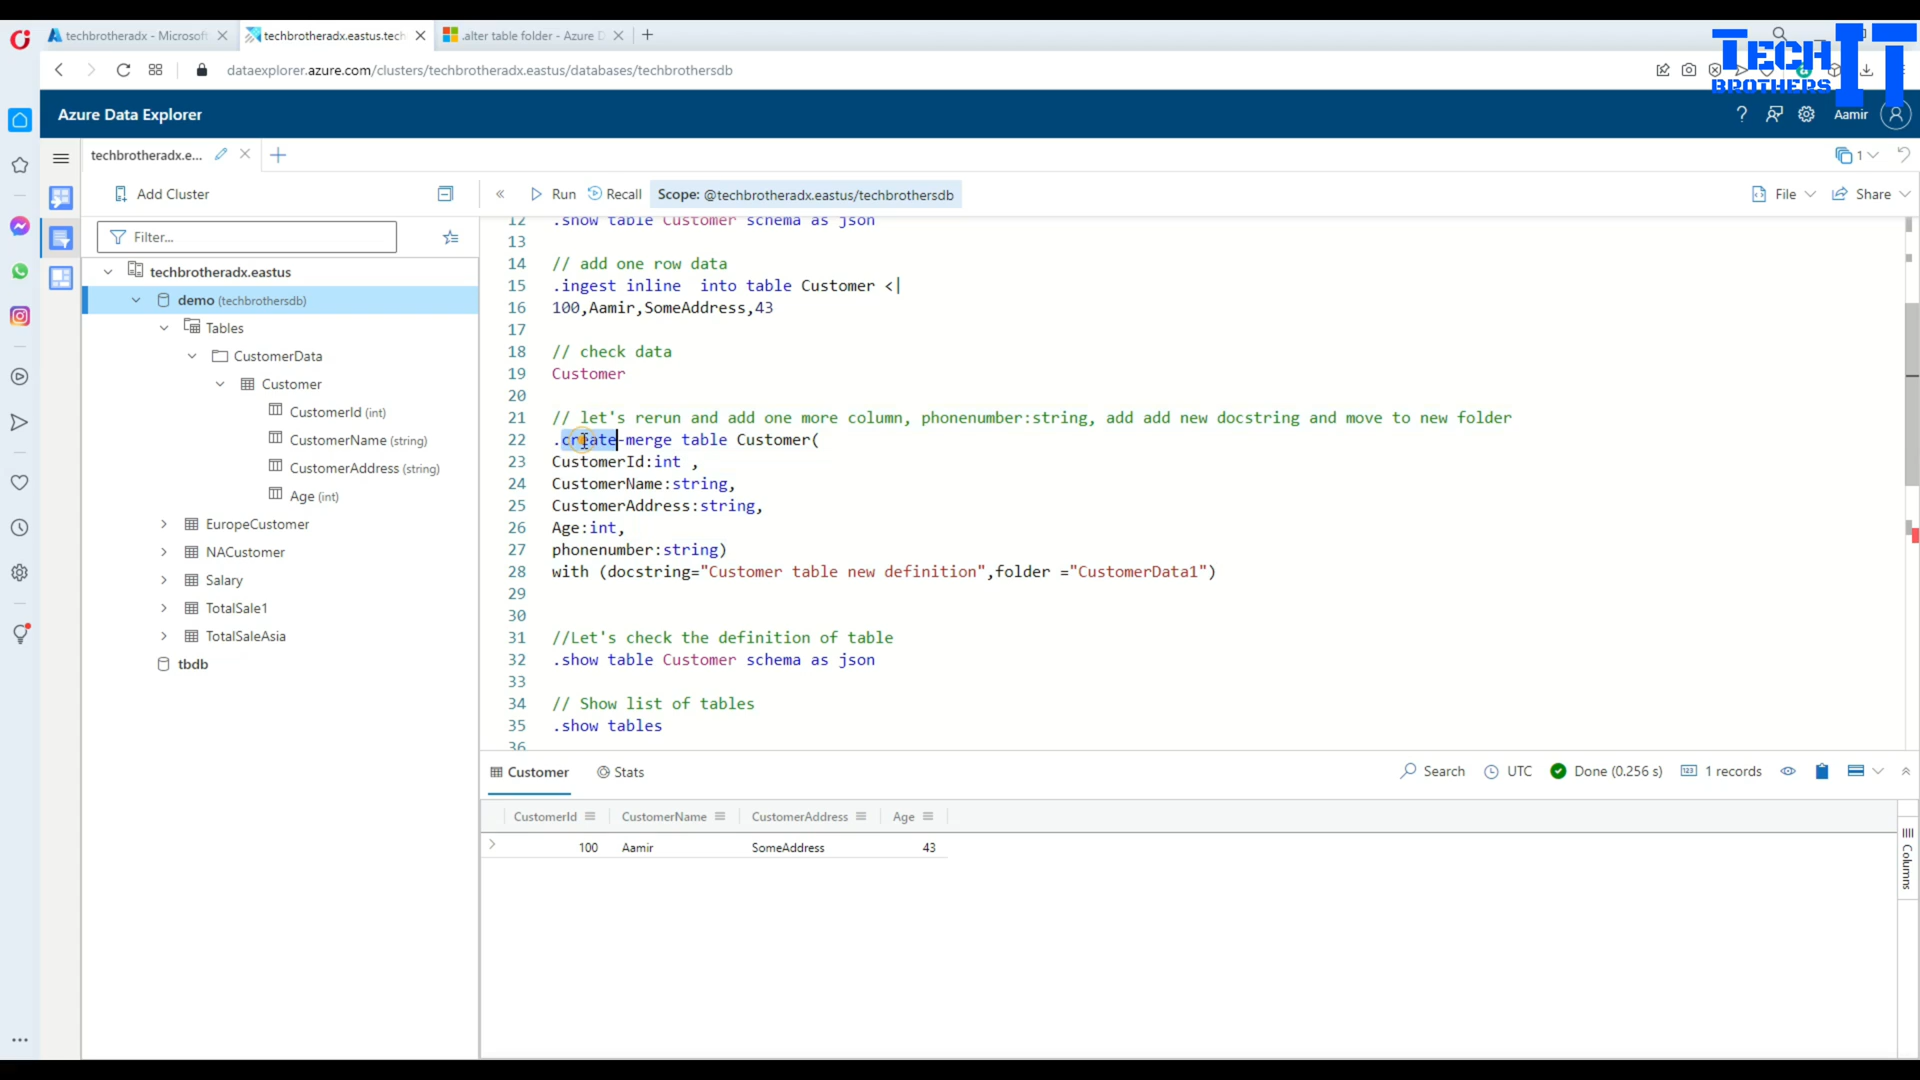 techbrotheradx - Microsoft
techbrotheradx.eastus.tech
.alter table folder - Azure D
dataexplorer.azure.com/clusters/techbrotheradx.eastus/databases/techbrothersdb
TECH
BROTHERS
IT
Azure Data Explorer
Aamir
techbrotheradx.e...
1
Add Cluster
Run
Recall
Scope: @techbrotheradx.eastus/techbrothersdb
File
Share
Filter...
techbrotheradx.eastus
demo (techbrothersdb)
Tables
CustomerData
Customer
CustomerId (int)
CustomerName (string)
CustomerAddress (string)
Age (int)
EuropeCustomer
NACustomer
Salary
TotalSale1
TotalSaleAsia
tbdb
12 .show table Customer schema as json
13
14 // add one row data
15 .ingest inline  into table Customer <|
16 100,Aamir,SomeAddress,43
17
18 // check data
19 Customer
20
21 // let's rerun and add one more column, phonenumber:string, add add new docstring and move to new folder
22 .create-merge table Customer(
23 CustomerId:int ,
24 CustomerName:string,
25 CustomerAddress:string,
26 Age:int,
27 phonenumber:string)
28 with (docstring="Customer table new definition",folder ="CustomerData1")
29
30
31 //Let's check the definition of table
32 .show table Customer schema as json
33
34 // Show list of tables
35 .show tables
36
Customer
Stats
Search
UTC
Done (0.256 s)
1 records
CustomerId CustomerName CustomerAddress Age
100 Aamir SomeAddress 43
Columns